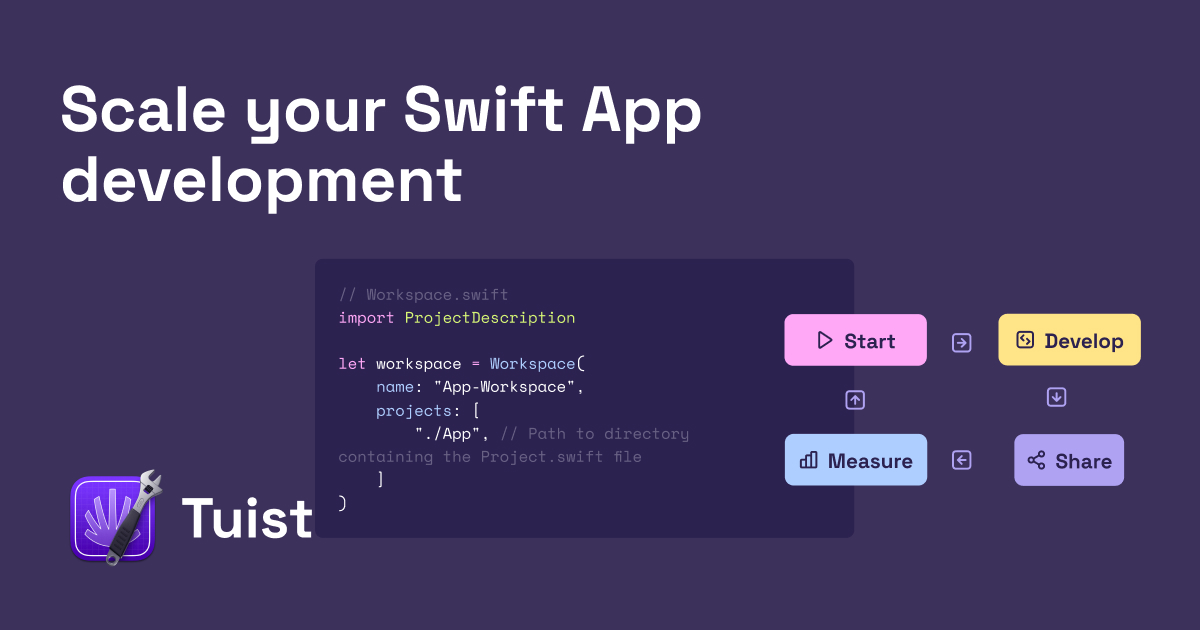 Scale your Swift App
development
// Workspace.swift
import ProjectDescription
let workspace = Workspace(
    name: "App-Workspace",
    projects: [
        "./App", // Path to directory
containing the Project.swift file
    ]
)
Start
Develop
Measure
Share
Tuist